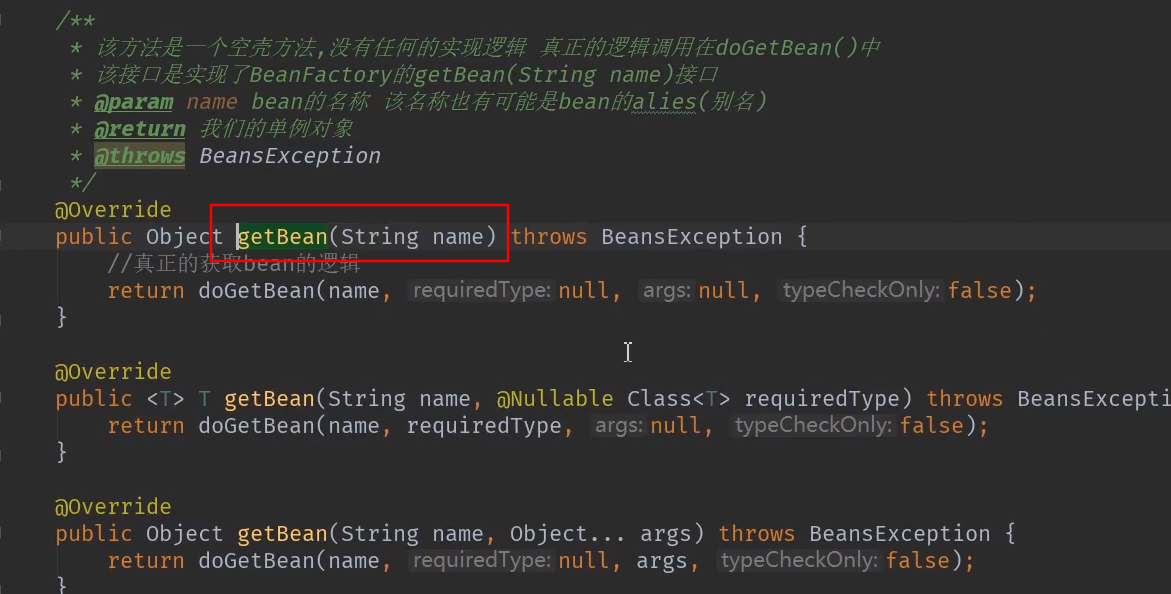 /**
* 该方法是一个空壳方法,没有任何的实现逻辑 真正的逻辑调用在doGetBean()中
* 该接口是实现了BeanFactory的getBean(String name)接口
* @param name bean的名称 该名称也有可能是bean的alies(别名)
* @return 我们的单例对象
* @throws BeansException
*/
@Override
public Object getBean(String name) throws BeansException {
//真正的获取bean的逻辑
return doGetBean(name, requiredType: null, args: null, typeCheckOnly: false);
}
@Override
public <T> T getBean(String name, @Nullable Class<T> requiredType) throws BeansExcepti
return doGetBean(name, requiredType, args: null, typeCheckOnly: false);
}
@Override
public Object getBean(String name, Object... args) throws BeansException {
return doGetBean(name, requiredType: null, args, typeCheckOnly: false);
}